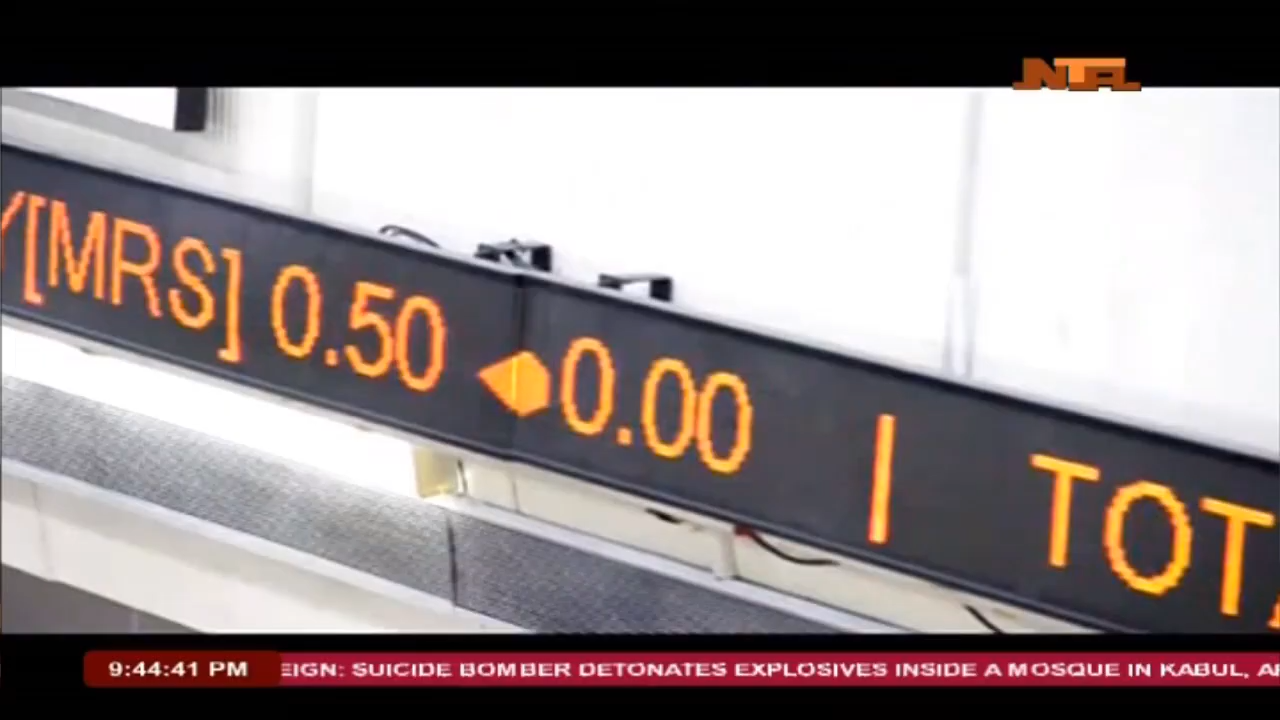 NTA
Y[MRS] 0.50 0.00 | TOT
9:44:41 PM EIGN: SUICIDE BOMBER DETONATES EXPLOSIVES INSIDE A MOSQUE IN KABUL, AF